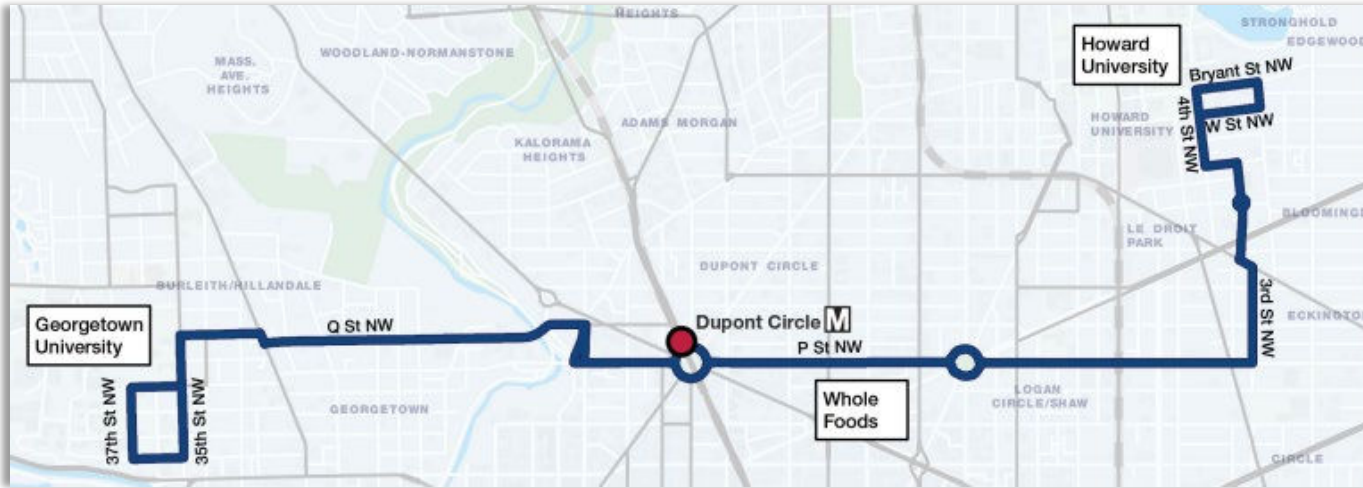 HEIGHTS
STRONGHOLD
EDGEWOOD
WOODLAND-NORMANSTONE
MASS.
AVE.
HEIGHTS
Howard
University
Bryant St NW
4th St NW
W St NW
ADAMS MORGAN
HOWARD
UNIVERSITY
KALORAMA
HEIGHTS
BLOOMING
LE DROIT
PARK
DUPONT CIRCLE
BURLEITH/HILLANDALE
3rd St NW
ECKINGTON
Georgetown
University
Q St NW
Dupont Circle M
P St NW
37th St NW
35th St NW
GEORGETOWN
Whole
Foods
LOGAN
CIRCLE/SHAW
CIRCLE